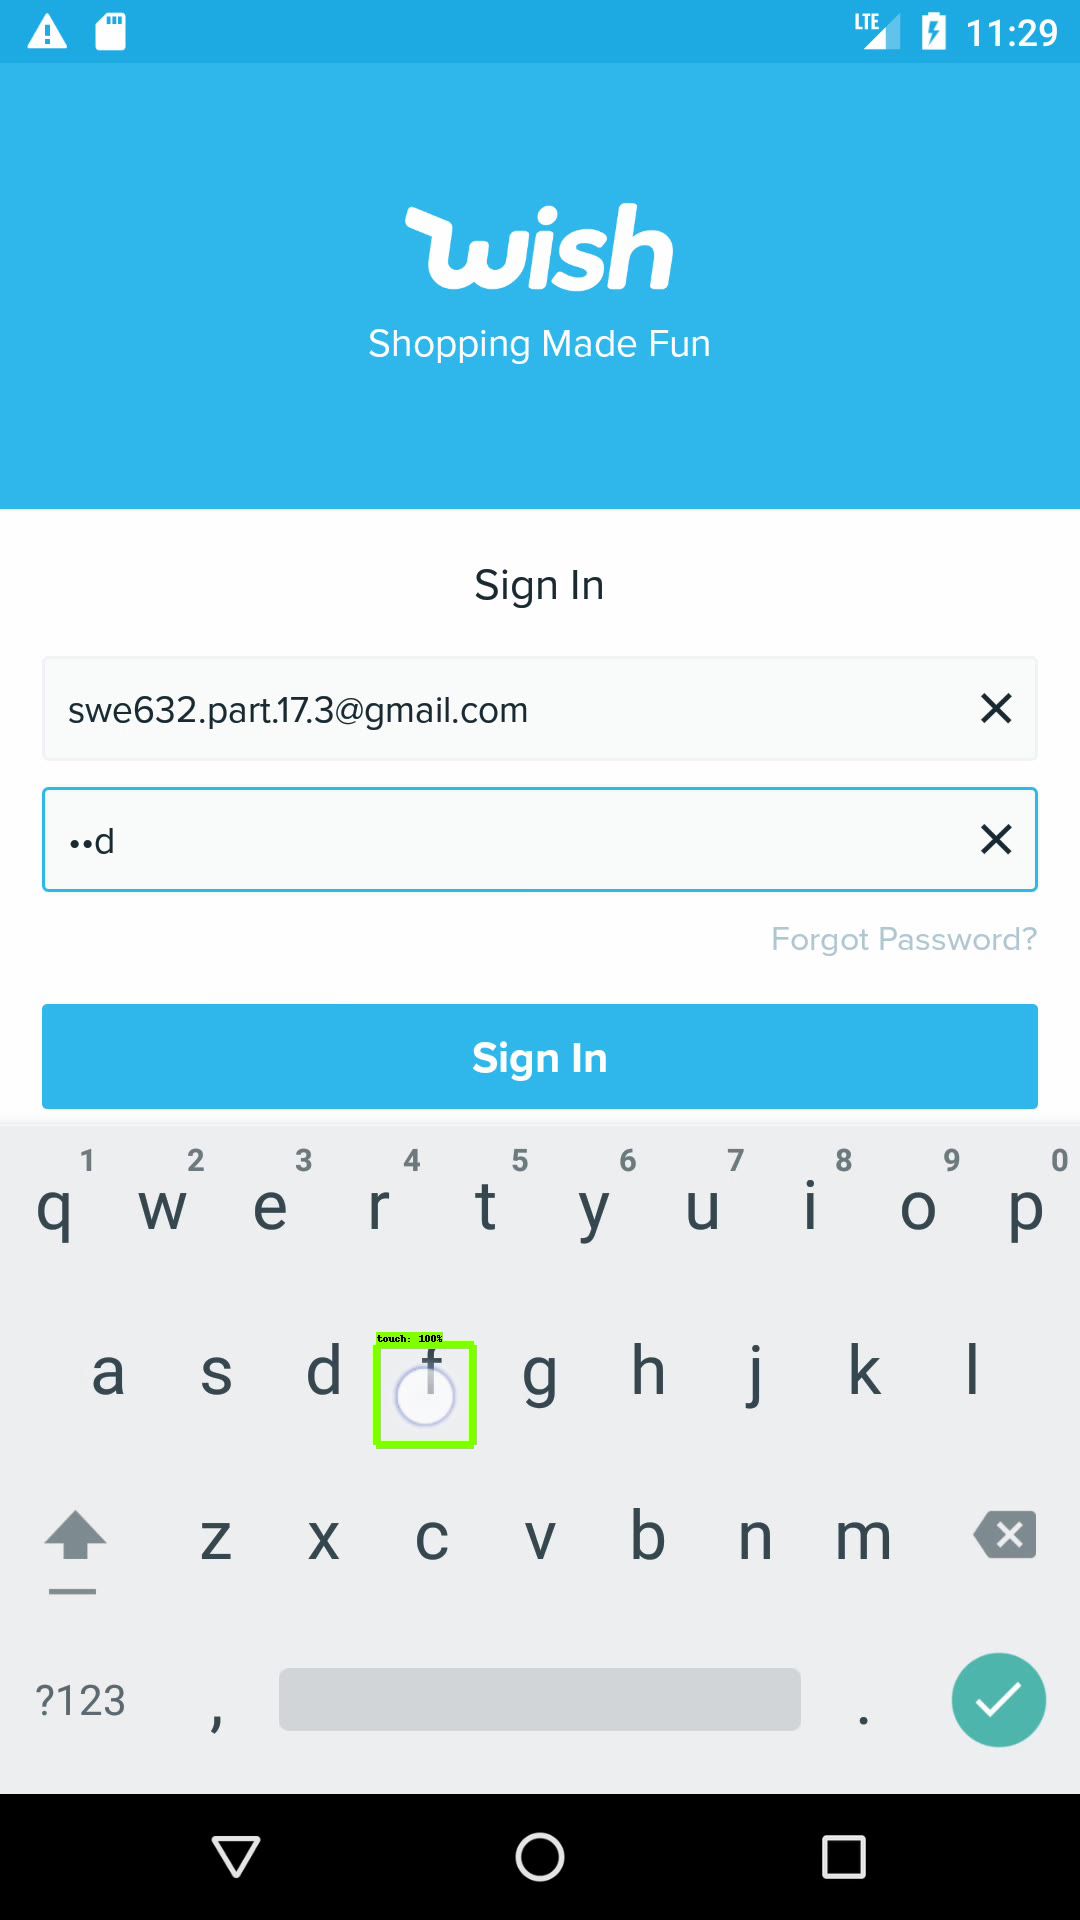 LTE 11:29
wish
Shopping Made Fun
Sign In
swe632.part.17.3@gmail.com
••d
Forgot Password?
Sign In
1 2 3 4 5 6 7 8 9 0
q w e r t y u i o p
touch: 100%
a s d f g h j k l
z x c v b n m
?123 , .